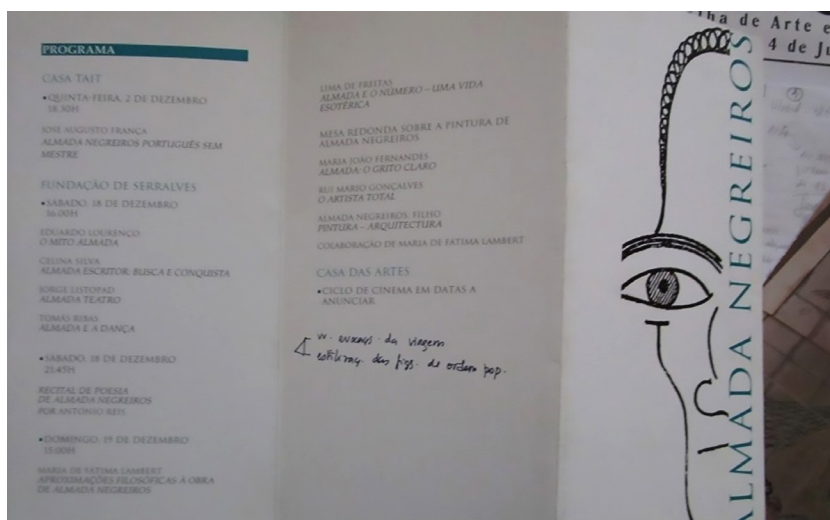 PROGRAMA
CASA TAIT
•QUINTA-FEIRA, 2 DE DEZEMBRO
18.30H
JOSÉ AUGUSTO FRANÇA
ALMADA NEGREIROS PORTUGUÊS SEM
MESTRE
FUNDAÇÃO DE SERRALVES
•SÁBADO, 18 DE DEZEMBRO
16:00H
EDUARDO LOURENÇO
O MITO ALMADA
CELINA SILVA
ALMADA ESCRITOR: BUSCA E CONQUISTA
JORGE LISTOPAD
ALMADA TEATRO
TOMÁS RIBAS
ALMADA E A DANÇA
•SÁBADO, 18 DE DEZEMBRO
21:45H
RECITAL DE POESIA
DE ALMADA NEGREIROS
POR ANTÓNIO REIS
•DOMINGO, 19 DE DEZEMBRO
15:00H
MARIA DE FÁTIMA LAMBERT
APROXIMAÇÕES FILOSÓFICAS À OBRA
DE ALMADA NEGREIROS
LIMA DE FREITAS
ALMADA E O NÚMERO – UMA VIDA
ESOTÉRICA
MESA REDONDA SOBRE A PINTURA DE
ALMADA NEGREIROS
MARIA JOÃO FERNANDES
ALMADA: O GRITO CLARO
RUI MÁRIO GONÇALVES
O ARTISTA TOTAL
ALMADA NEGREIROS, FILHO
PINTURA – ARQUITECTURA
COLABORAÇÃO DE MARIA DE FÁTIMA LAMBERT
CASA DAS ARTES
•CICLO DE CINEMA EM DATAS A
ANUNCIAR
da viagem
das figs. de ordem pop.
ALMADA NEGREIROS
de Arte e
4 de Ju